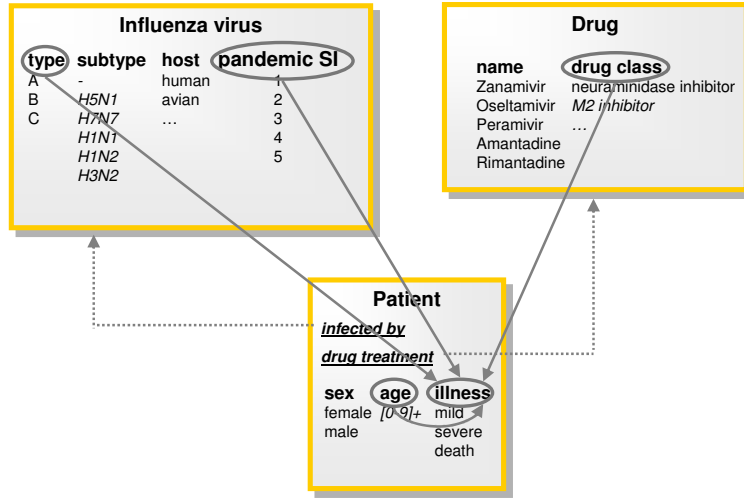 Influenza virus
type subtype host pandemic SI
A - human 1
B H5N1 avian 2
C H7N7 … 3
H1N1 4
H1N2 5
H3N2
Drug
name drug class
Zanamivir neuraminidase inhibitor
Oseltamivir M2 inhibitor
Peramivir …
Amantadine
Rimantadine
Patient
infected by
drug treatment
sex age illness
female [0-9]+ mild
male severe
death